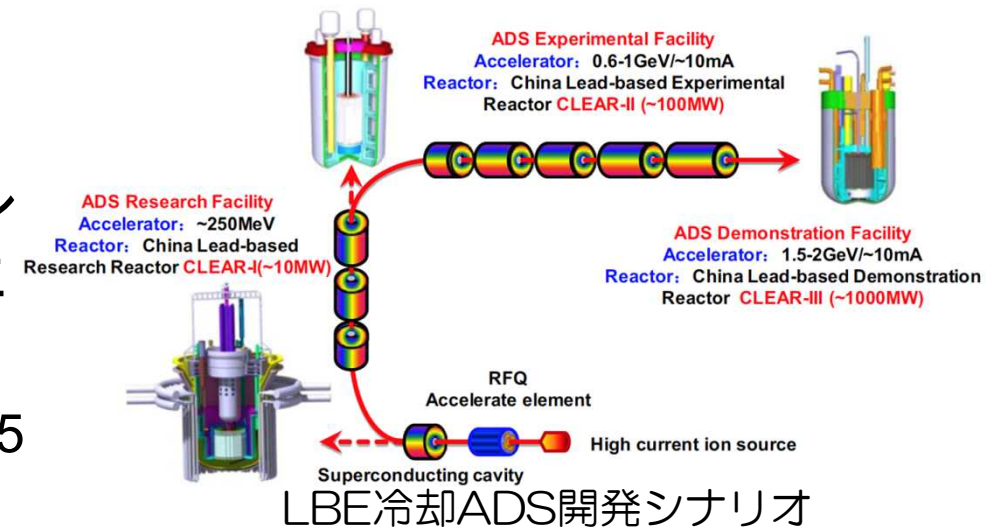 ADS Experimental Facility
Accelerator: 0.6-1GeV/~10mA
Reactor: China Lead-based Experimental
Reactor CLEAR-II (~100MW)
ADS Research Facility
Accelerator: ~250MeV
Reactor: China Lead-based
Research Reactor CLEAR-I(~10MW)
ADS Demonstration Facility
Accelerator: 1.5-2GeV/~10mA
Reactor: China Lead-based Demonstration
Reactor CLEAR-III (~1000MW)
RFQ
Accelerate element
High current ion source
Superconducting cavity
5
LBE冷却ADS開発シナリオ